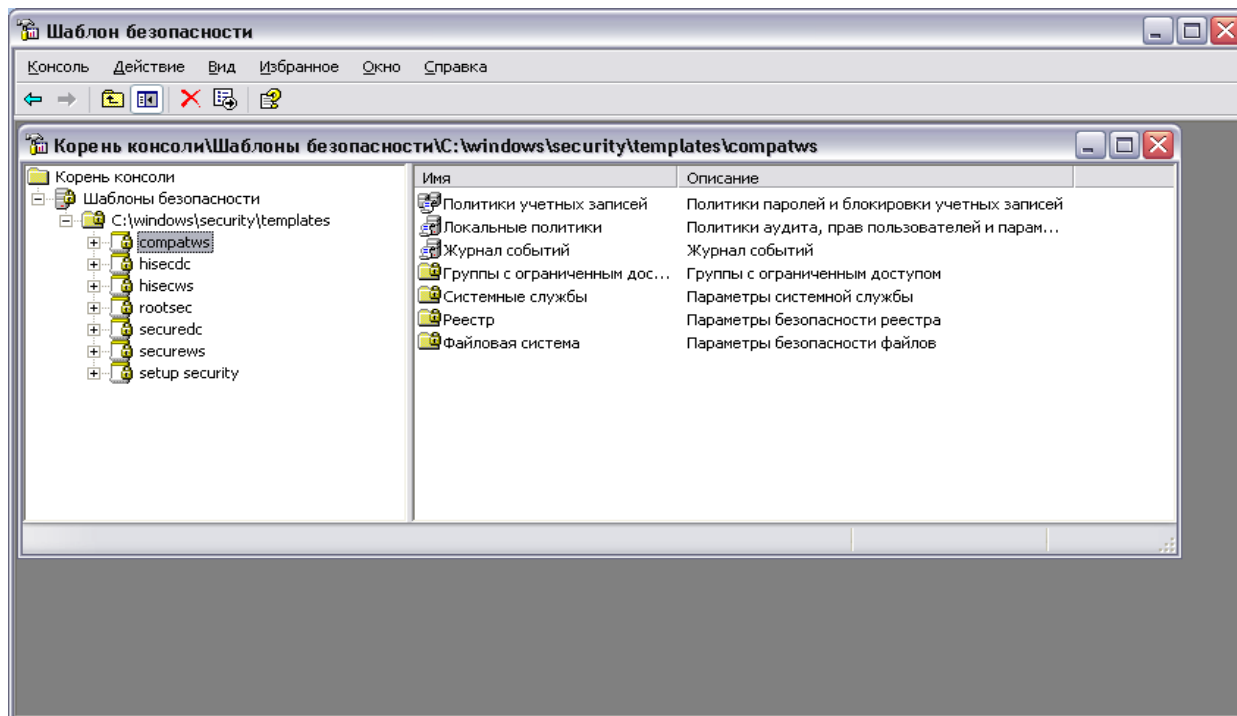 Шаблон безопасности
Консоль Действие Вид Избранное Окно Справка
Корень консоли\Шаблоны безопасности\C:\windows\security\templates\compatws
Корень консоли
Шаблоны безопасности
C:\windows\security\templates
compatws
hisecdc
hisecws
rootsec
securedc
securews
setup security
Имя Описание
Политики учетных записей Политики паролей и блокировки учетных записей
Локальные политики Политики аудита, прав пользователей и парам...
Журнал событий Журнал событий
Группы с ограниченным дос... Группы с ограниченным доступом
Системные службы Параметры системной службы
Реестр Параметры безопасности реестра
Файловая система Параметры безопасности файлов